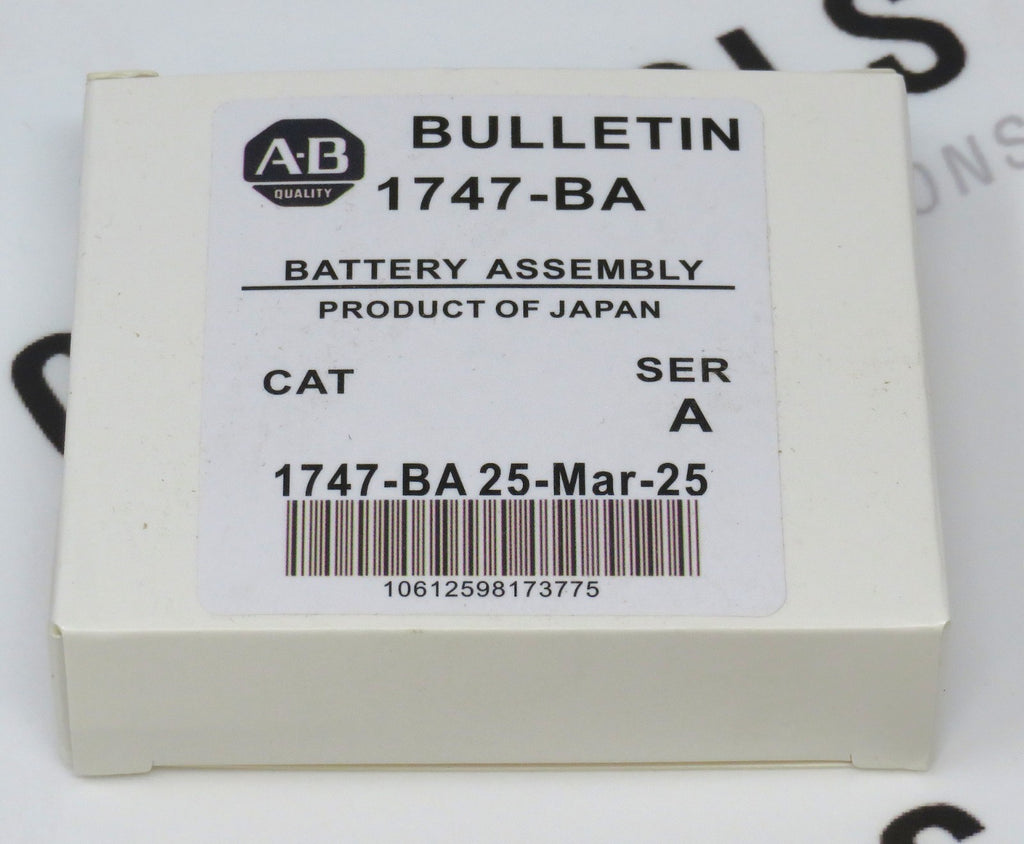 A-B
QUALITY
BULLETIN
1747-BA
BATTERY ASSEMBLY
PRODUCT OF JAPAN
CAT
SER
A
1747-BA 25-Mar-25
10612598173775